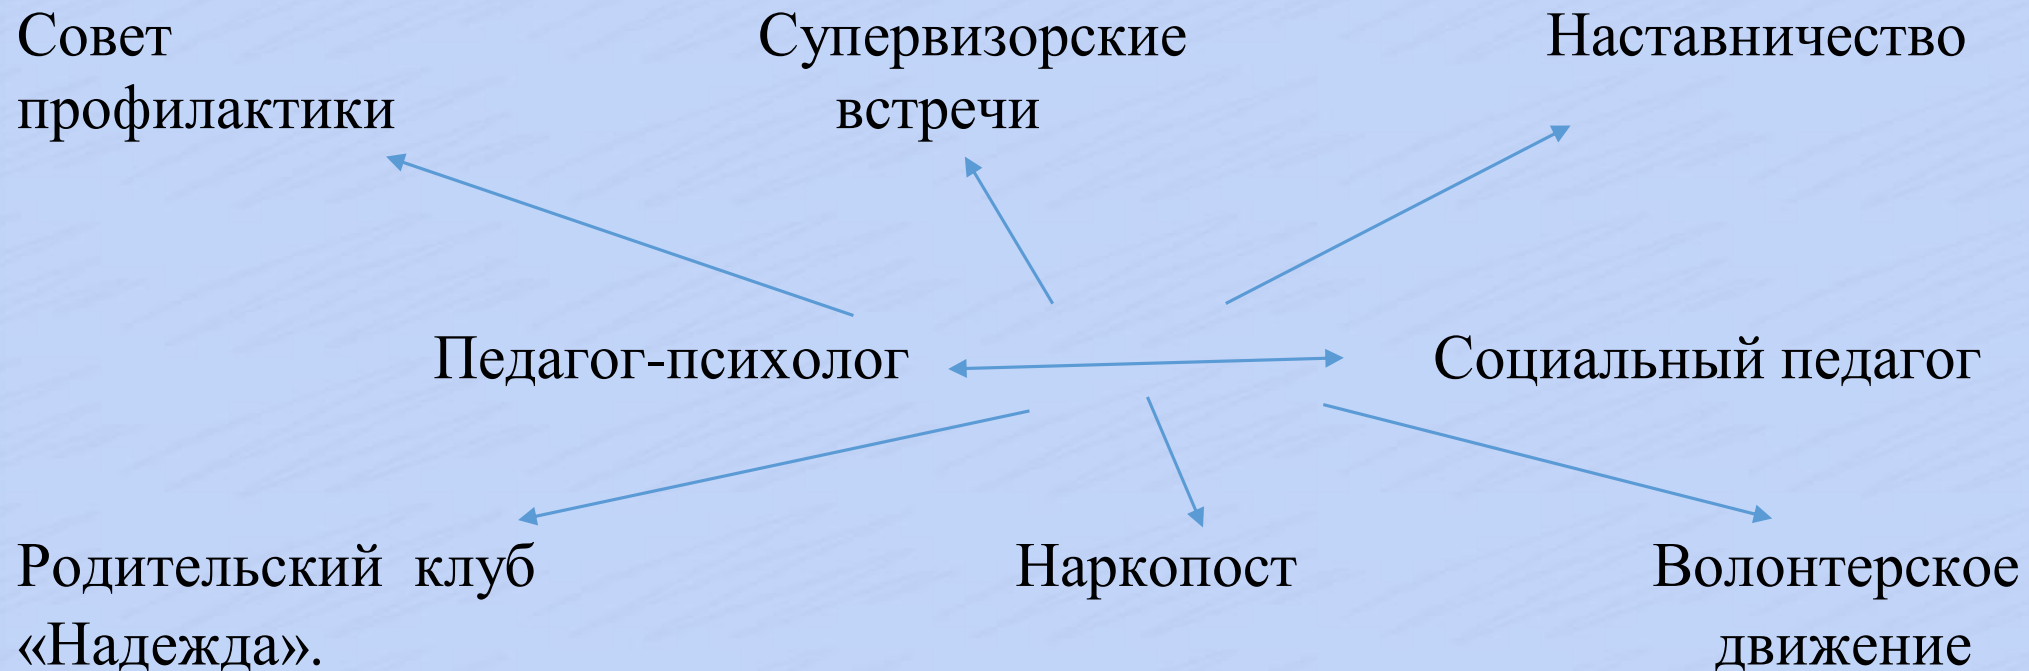 Совет
профилактики
Супервизорские
встречи
Наставничество
Педагог-психолог
Социальный педагог
Родительский клуб
«Надежда».
Наркопост
Волонтерское
движение